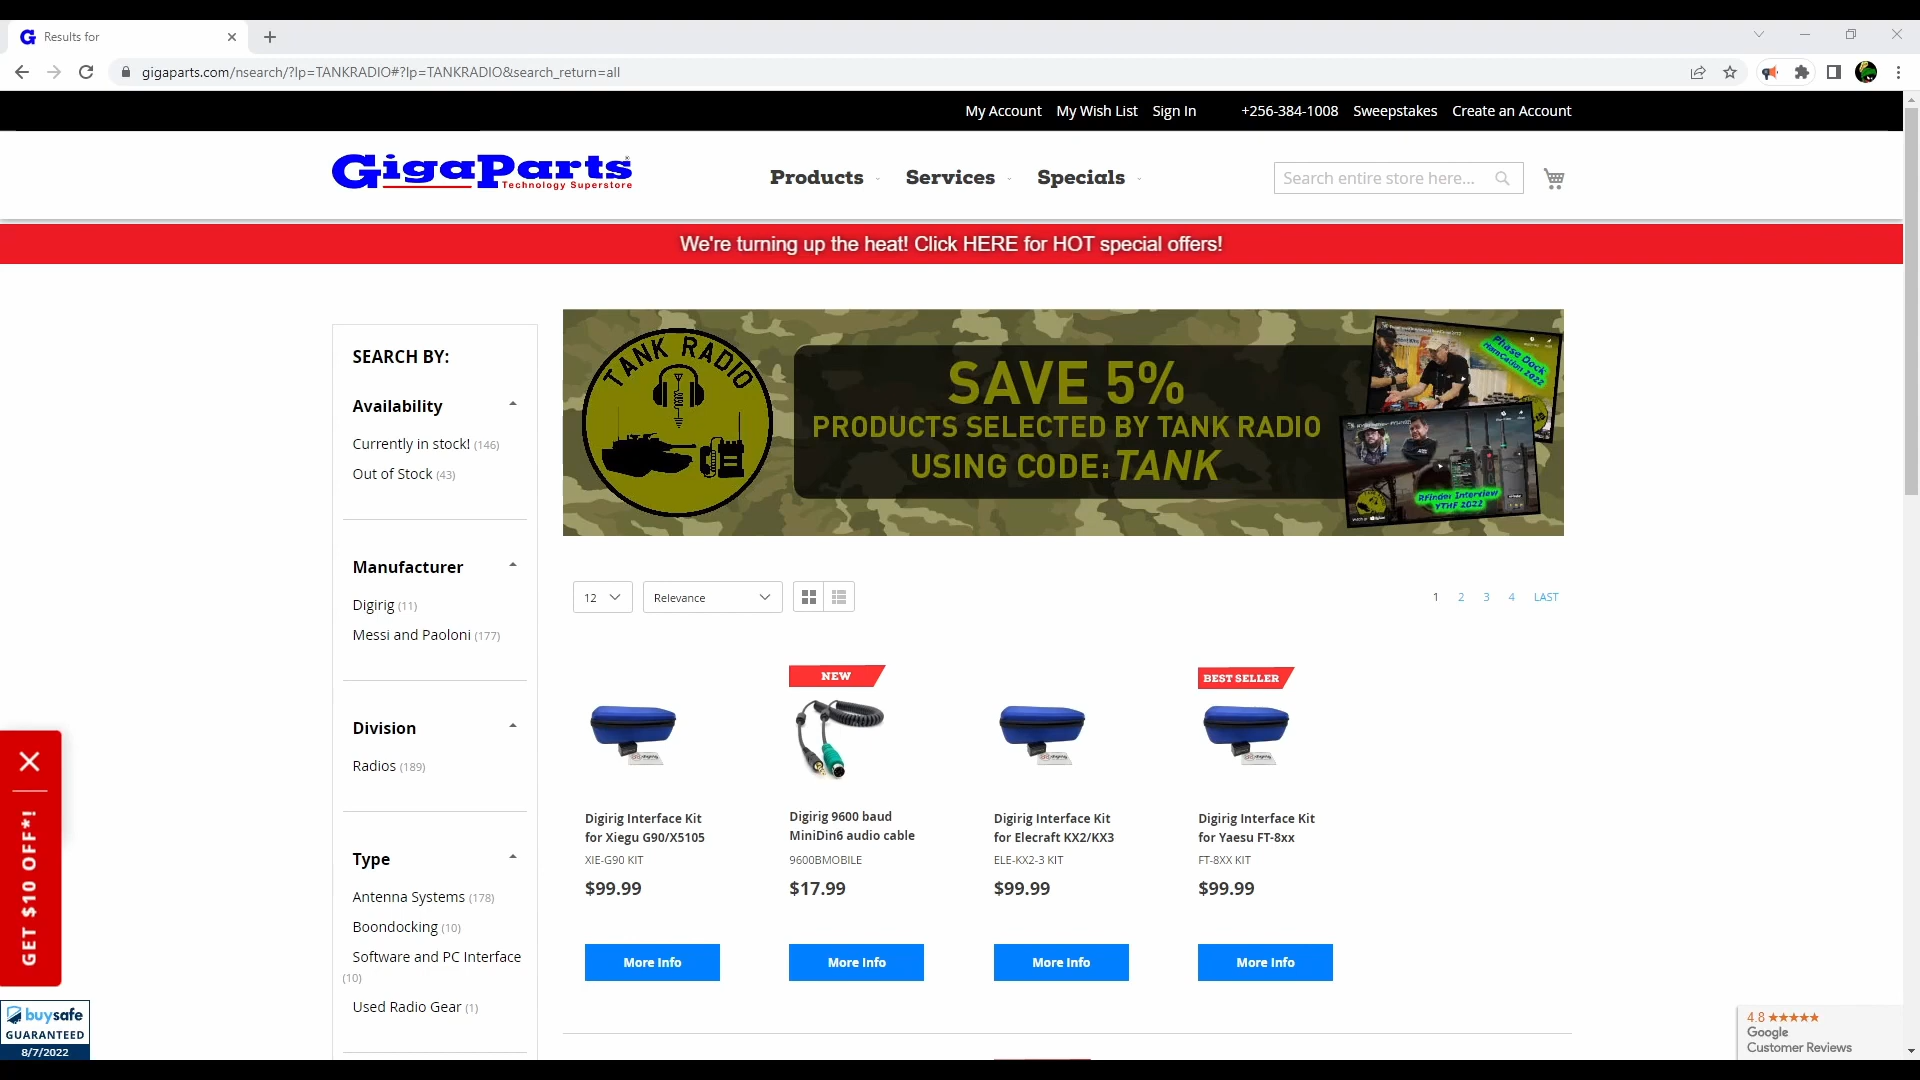 Results for
gigaparts.com/nsearch/?lp=TANKRADIO#?lp=TANKRADIO&search_return=all
My Account My Wish List Sign In +256-384-1008 Sweepstakes Create an Account
GigaParts
Technology Superstore
Products Services Specials
Search entire store here...
We're turning up the heat! Click HERE for HOT special offers!
TANK RADIO
SAVE 5%
PRODUCTS SELECTED BY TANK RADIO
USING CODE: TANK
Phase Dock
HamCation 2022
RFinder Interview
YTHF 2022
SEARCH BY:
Availability
Currently in stock! (146)
Out of Stock (43)
Manufacturer
Digirig (11)
Messi and Paoloni (177)
Division
Radios (189)
Type
Antenna Systems (178)
Boondocking (10)
Software and PC Interface
(10)
Used Radio Gear (1)
12 Relevance 1 2 3 4 LAST
NEW
BEST SELLER
Digirig Interface Kit
for Xiegu G90/X5105
XIE-G90 KIT
$99.99
More Info
Digirig 9600 baud
MiniDin6 audio cable
9600BMOBILE
$17.99
More Info
Digirig Interface Kit
for Elecraft KX2/KX3
ELE-KX2-3 KIT
$99.99
More Info
Digirig Interface Kit
for Yaesu FT-8xx
FT-8XX KIT
$99.99
More Info
GET $10 OFF*!
buysafe
GUARANTEED
8/7/2022
4.8 ★★★★★
Google
Customer Reviews